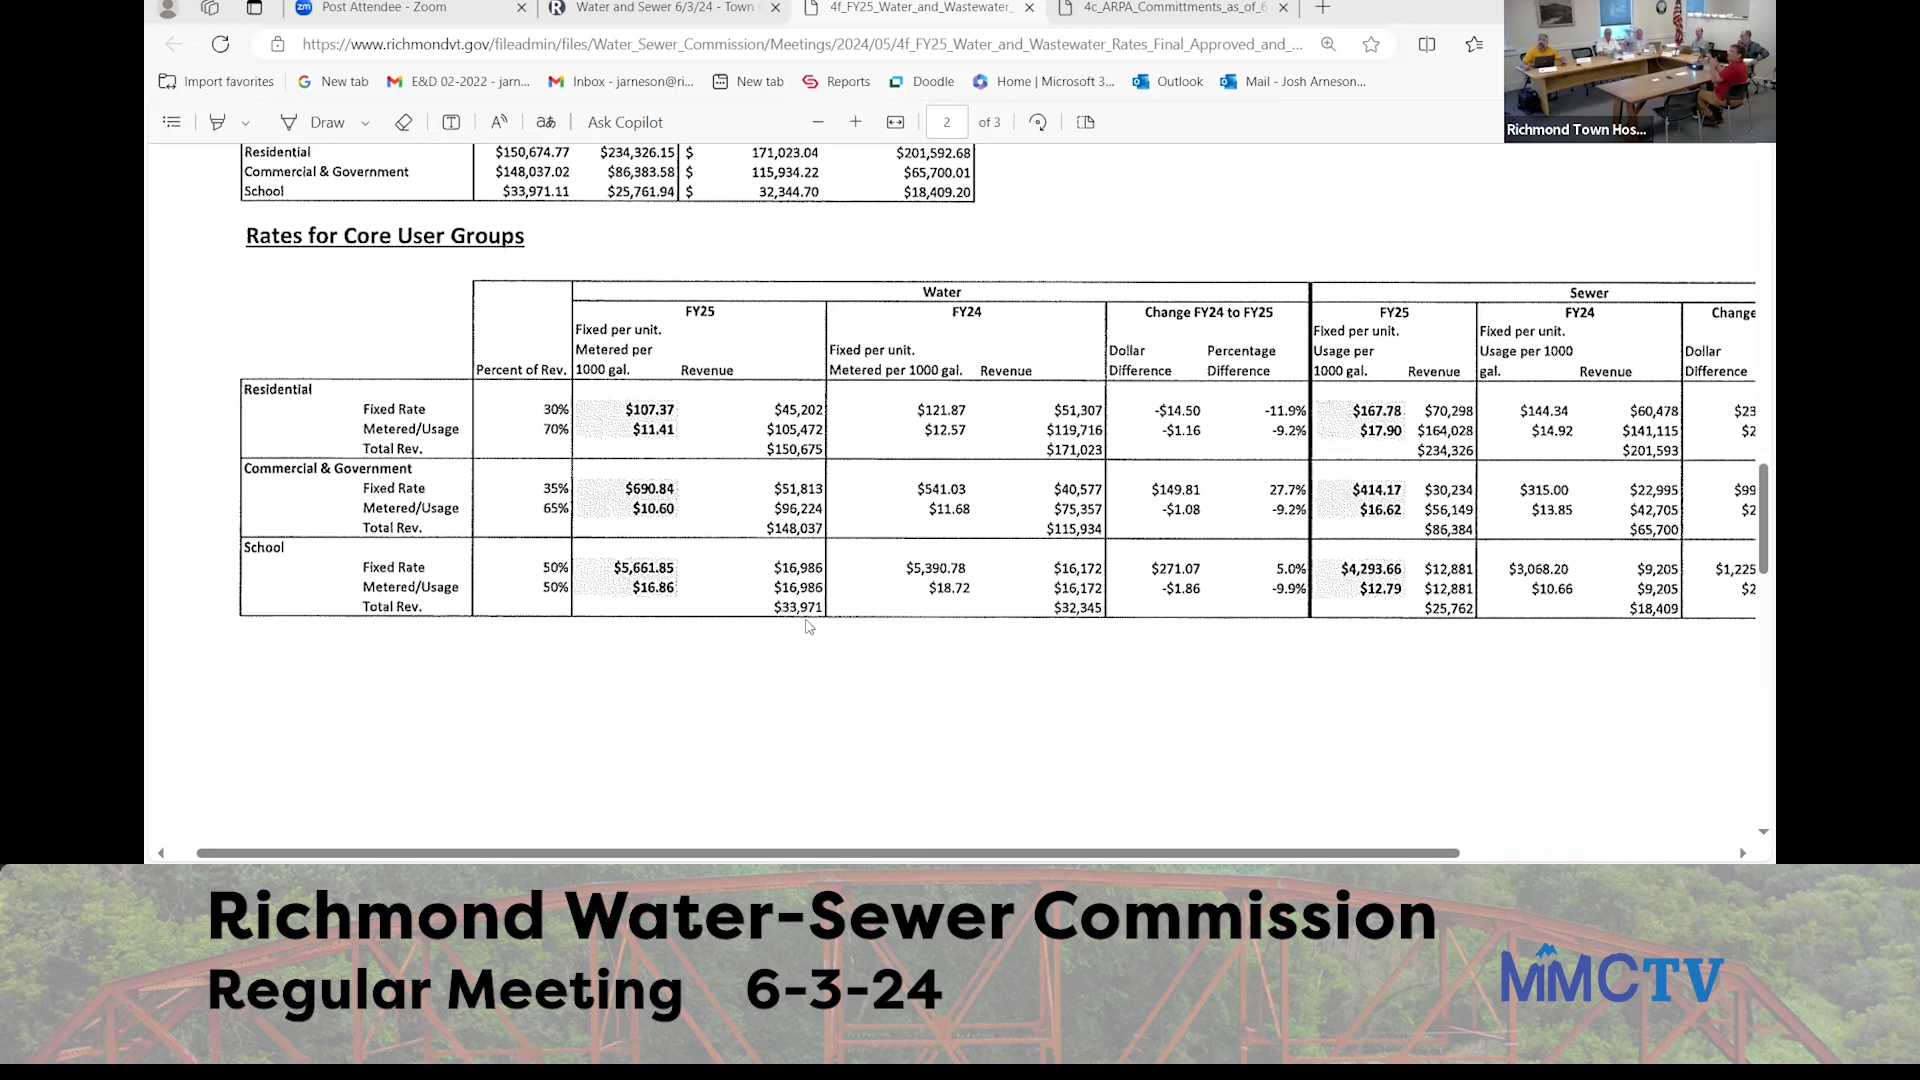 Post Attendee - Zoom
Water and Sewer 6/3/24 - Town
4f_FY25_Water_and_Wastewater_
4c_ARPA_Committments_as_of_6
https://www.richmondvt.gov/fileadmin/files/Water_Sewer_Commission/Meetings/2024/05/4f_FY25_Water_and_Wastewater_Rates_Final_Approved_and_...
Import favorites New tab E&D 02-2022 - jarn... Inbox - jarneson@ri... New tab Reports Doodle Home | Microsoft 3... Outlook Mail - Josh Arneson...
Draw Ask Copilot 2 of 3
Richmond Town Hos...
Residential $150,674.77 $234,326.15 $ 171,023.04 $201,592.68
Commercial & Government $148,037.02 $86,383.58 $ 115,934.22 $65,700.01
School $33,971.11 $25,761.94 $ 32,344.70 $18,409.20
Rates for Core User Groups
Water Sewer
FY25 FY24 Change FY24 to FY25 FY25 FY24 Change
Fixed per unit. Fixed per unit. Fixed per unit.
Metered per Fixed per unit. Dollar Percentage Usage per Usage per 1000 Dollar
Percent of Rev. 1000 gal. Revenue Metered per 1000 gal. Revenue Difference Difference 1000 gal. Revenue gal. Revenue Difference
Residential
Fixed Rate 30% $107.37 $45,202 $121.87 $51,307 -$14.50 -11.9% $167.78 $70,298 $144.34 $60,478 $23
Metered/Usage 70% $11.41 $105,472 $12.57 $119,716 -$1.16 -9.2% $17.90 $164,028 $14.92 $141,115 $2
Total Rev. $150,675 $171,023 $234,326 $201,593
Commercial & Government
Fixed Rate 35% $690.84 $51,813 $541.03 $40,577 $149.81 27.7% $414.17 $30,234 $315.00 $22,995 $99
Metered/Usage 65% $10.60 $96,224 $11.68 $75,357 -$1.08 -9.2% $16.62 $56,149 $13.85 $42,705 $2
Total Rev. $148,037 $115,934 $86,384 $65,700
School
Fixed Rate 50% $5,661.85 $16,986 $5,390.78 $16,172 $271.07 5.0% $4,293.66 $12,881 $3,068.20 $9,205 $1,225
Metered/Usage 50% $16.86 $16,986 $18.72 $16,172 -$1.86 -9.9% $12.79 $12,881 $10.66 $9,205 $2
Total Rev. $33,971 $32,345 $25,762 $18,409
Richmond Water-Sewer Commission
Regular Meeting 6-3-24
MMCTV